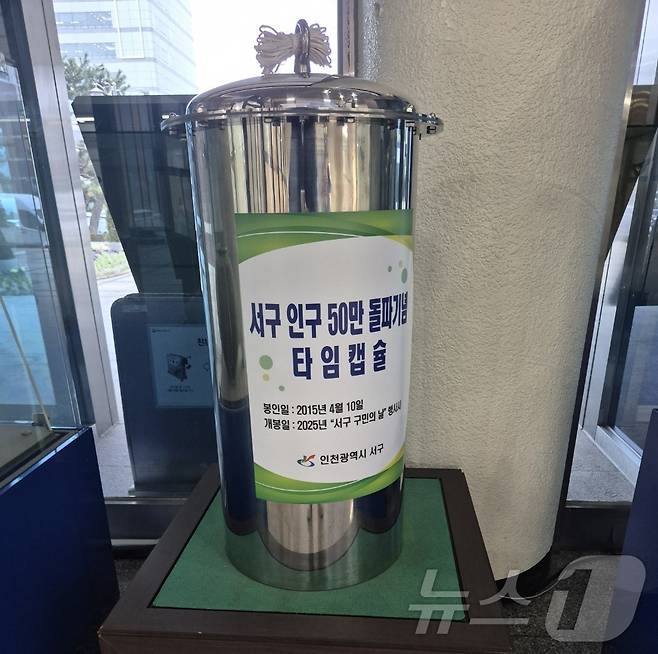 서구 인구 50만 돌파기념
타임캡슐
봉인일 : 2015년 4월 10일
개봉일 : 2025년 "서구 구민의 날" 행사시
인천광역시 서구
뉴스1